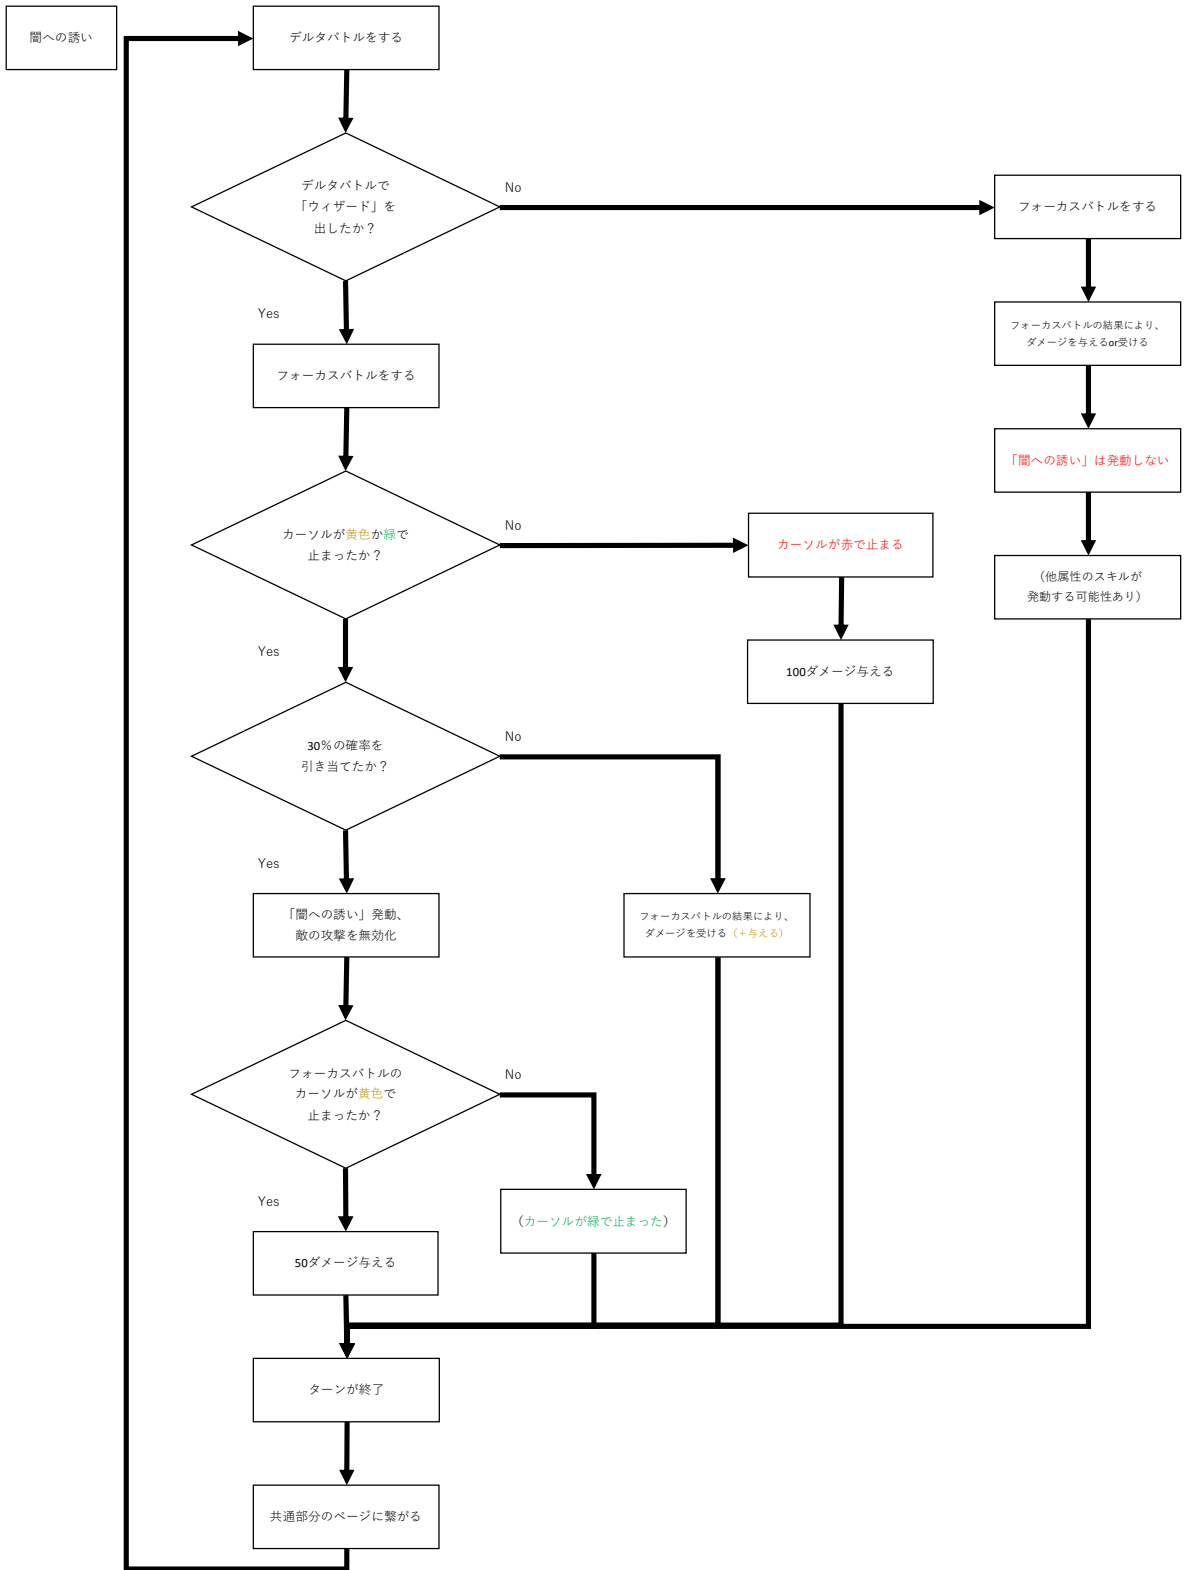 闇への誘い
デルタバトルをする
デルタバトルで
「ウィザード」を
出したか？
No
フォーカスバトルをする
フォーカスバトルの結果により、
ダメージを与えるor受ける
「闇への誘い」は発動しない
（他属性のスキルが
発動する可能性あり）
Yes
フォーカスバトルをする
カーソルが黄色か緑で
止まったか？
No
カーソルが赤で止まる
100ダメージ与える
Yes
30％の確率を
引き当てたか？
No
フォーカスバトルの結果により、
ダメージを受ける（＋与える）
Yes
「闇への誘い」発動、
敵の攻撃を無効化
フォーカスバトルの
カーソルが黄色で
止まったか？
No
（カーソルが緑で止まった）
Yes
50ダメージ与える
ターンが終了
共通部分のページに繋がる